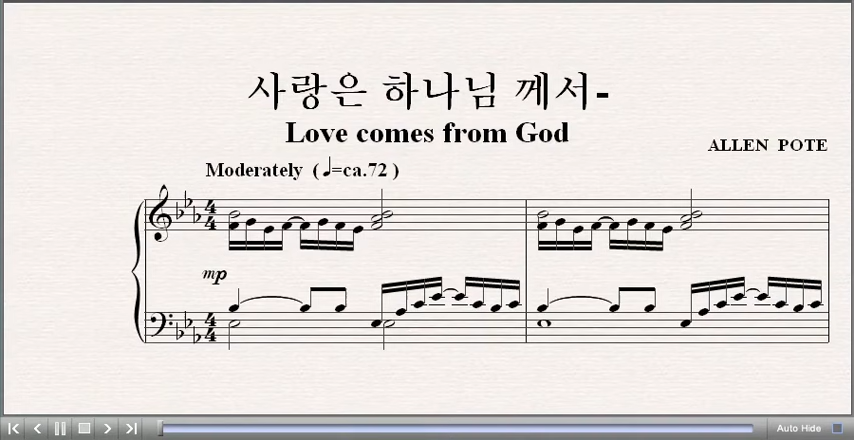 사랑은 하나님 께서-
Love comes from God
ALLEN POTE
Moderately ( ♩=ca.72 )
mp
Auto Hide